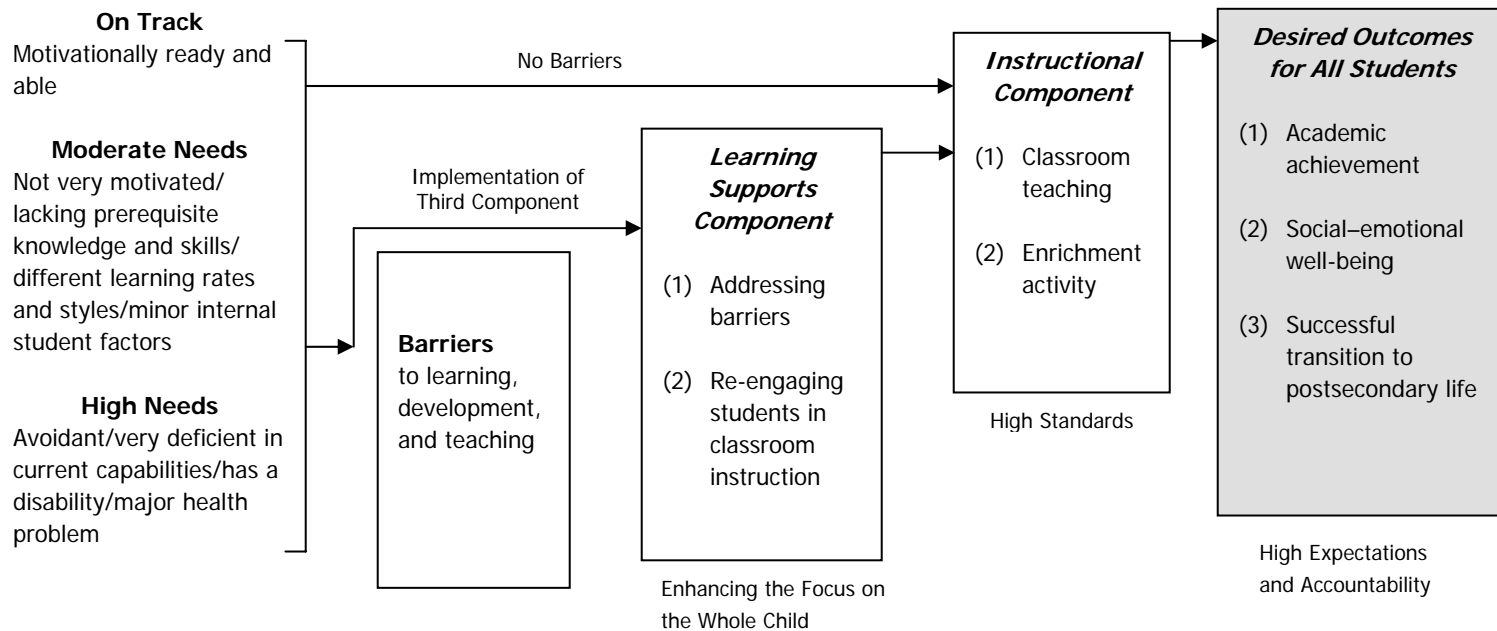 On Track
Motivationally ready and
able
Moderate Needs
Not very motivated/
lacking prerequisite
knowledge and skills/
different learning rates
and styles/minor internal
student factors
High Needs
Avoidant/very deficient in
current capabilities/has a
disability/major health
problem
No Barriers
Implementation of
Third Component
Barriers
to learning,
development,
and teaching
Learning
Supports
Component
(1) Addressing
barriers
(2) Re-engaging
students in
classroom
instruction
Enhancing the Focus on
the Whole Child
Instructional
Component
(1) Classroom
teaching
(2) Enrichment
activity
High Standards
Desired Outcomes
for All Students
(1) Academic
achievement
(2) Social–emotional
well-being
(3) Successful
transition to
postsecondary life
High Expectations
and Accountability